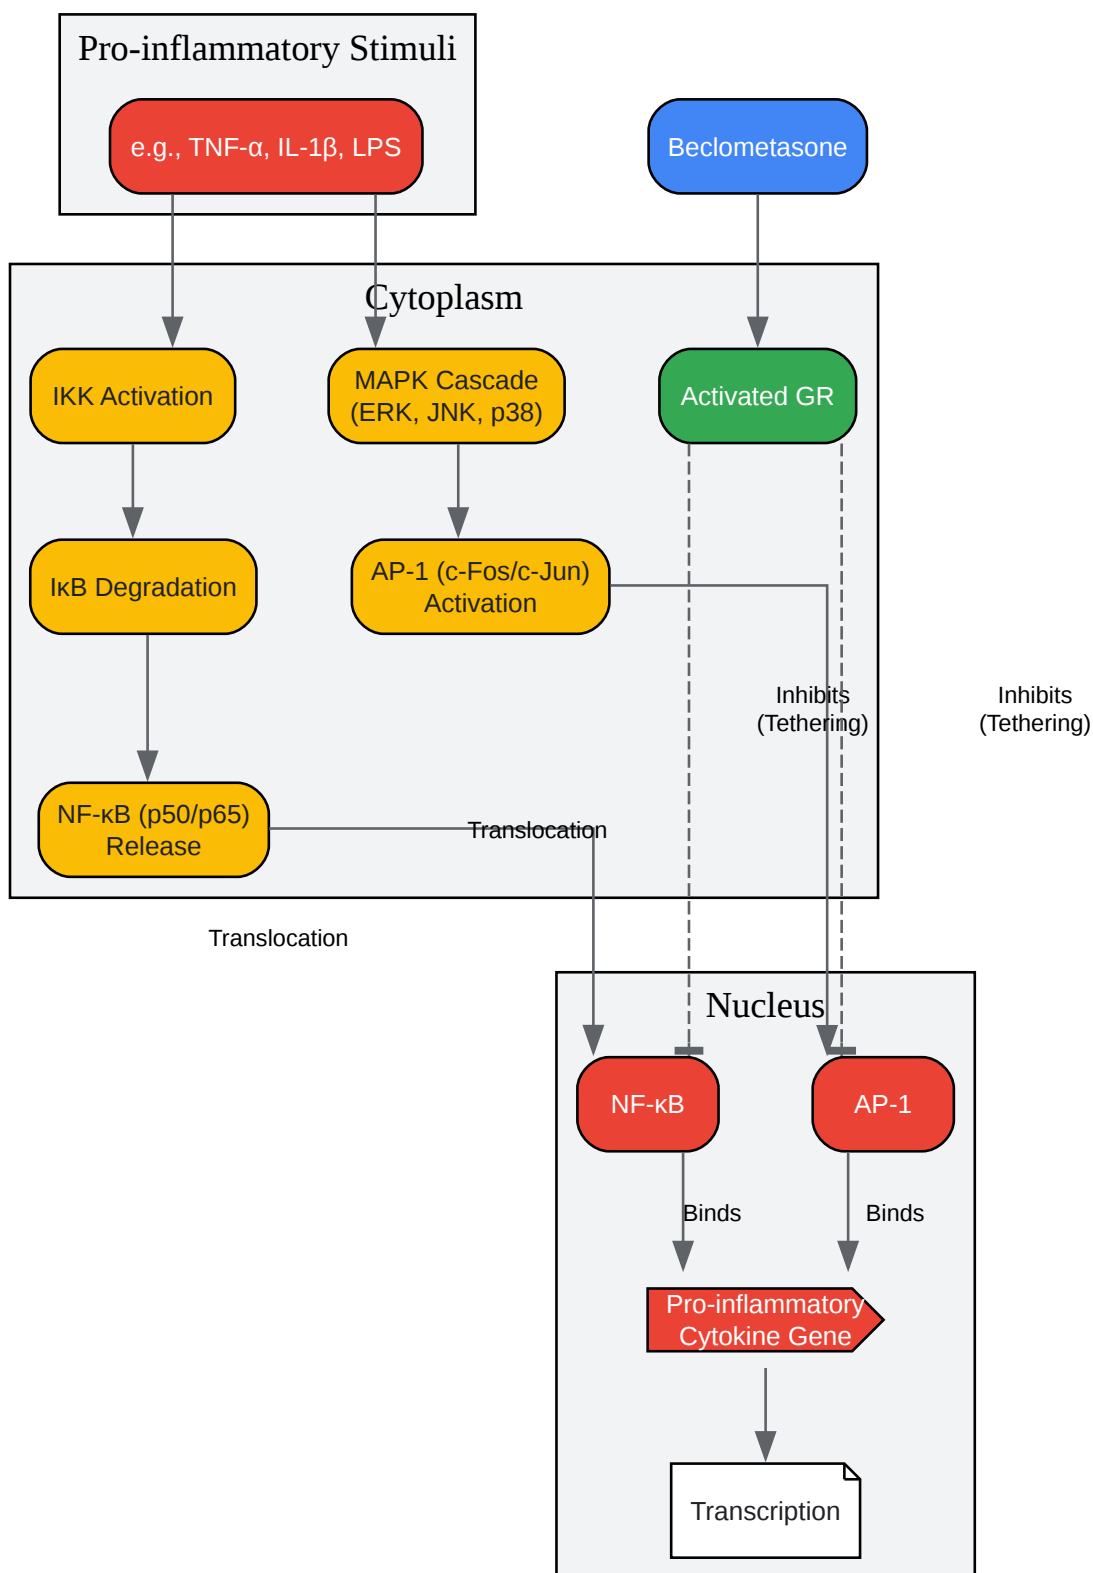 Pro-inflammatory Stimuli
e.g., TNF-α, IL-1β, LPS
Beclometasone
Cytoplasm
IKK Activation
MAPK Cascade
(ERK, JNK, p38)
Activated GR
IκB Degradation
AP-1 (c-Fos/c-Jun)
Activation
Inhibits
(Tethering)
Inhibits
(Tethering)
NF-κB (p50/p65)
Release
Translocation
Translocation
Nucleus
NF-κB
AP-1
Binds
Binds
Pro-inflammatory
Cytokine Gene
Transcription